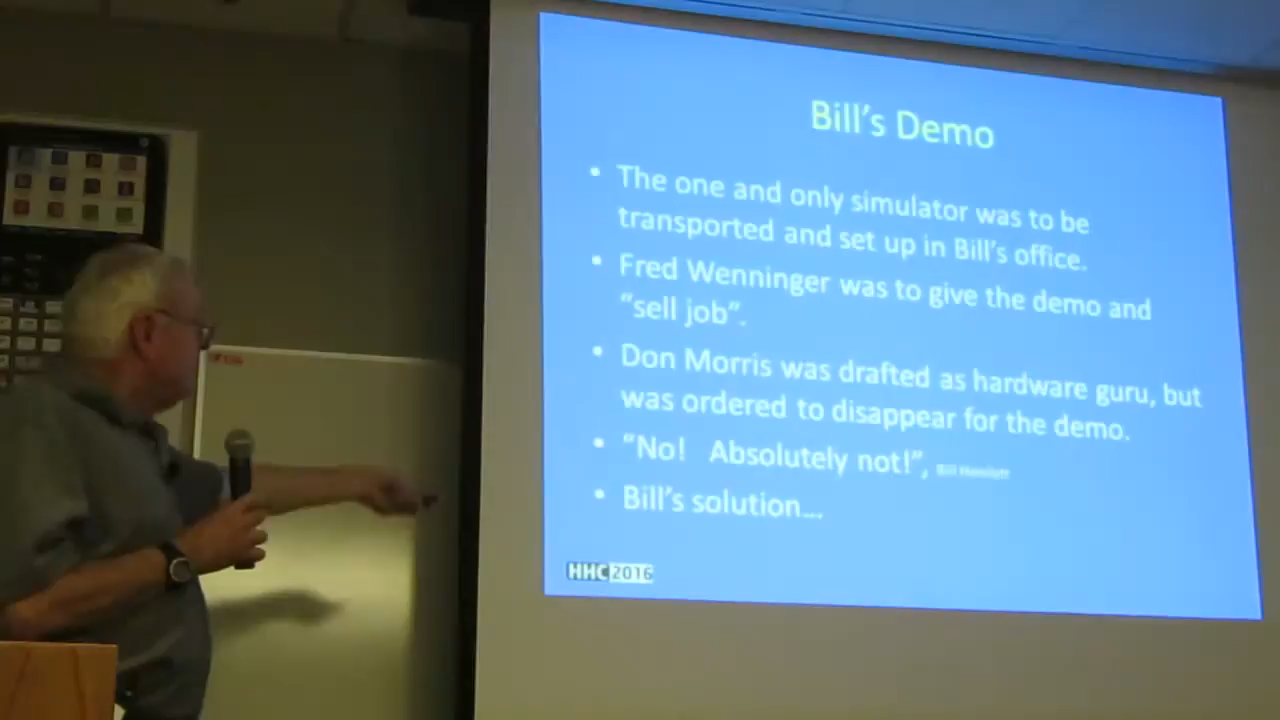 Bill's Demo
• The one and only simulator was to be
transported and set up in Bill's office.
• Fred Wenninger was to give the demo and
"sell job".
• Don Morris was drafted as hardware guru, but
was ordered to disappear for the demo.
• "No!   Absolutely not!", Bill Hewlett
• Bill's solution...
HHC 2016